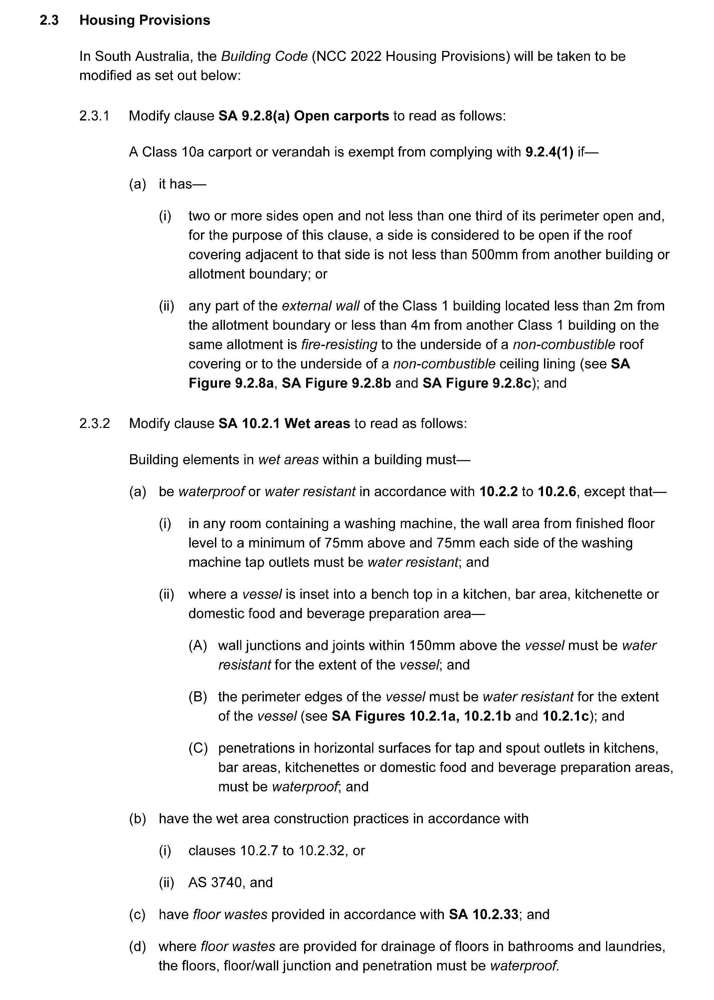 2.3 Housing Provisions
In South Australia, the Building Code (NCC 2022 Housing Provisions) will be taken to be
modified as set out below:
2.3.1 Modify clause SA 9.2.8(a) Open carports to read as follows:
A Class 10a carport or verandah is exempt from complying with 9.2.4(1) if—
(a) it has—
(i) two or more sides open and not less than one third of its perimeter open and,
for the purpose of this clause, a side is considered to be open if the roof
covering adjacent to that side is not less than 500mm from another building or
allotment boundary; or
(ii) any part of the external wall of the Class 1 building located less than 2m from
the allotment boundary or less than 4m from another Class 1 building on the
same allotment is fire-resisting to the underside of a non-combustible roof
covering or to the underside of a non-combustible ceiling lining (see SA
Figure 9.2.8a, SA Figure 9.2.8b and SA Figure 9.2.8c); and
2.3.2 Modify clause SA 10.2.1 Wet areas to read as follows:
Building elements in wet areas within a building must—
(a) be waterproof or water resistant in accordance with 10.2.2 to 10.2.6, except that—
(i) in any room containing a washing machine, the wall area from finished floor
level to a minimum of 75mm above and 75mm each side of the washing
machine tap outlets must be water resistant; and
(ii) where a vessel is inset into a bench top in a kitchen, bar area, kitchenette or
domestic food and beverage preparation area—
(A) wall junctions and joints within 150mm above the vessel must be water
resistant for the extent of the vessel; and
(B) the perimeter edges of the vessel must be water resistant for the extent
of the vessel (see SA Figures 10.2.1a, 10.2.1b and 10.2.1c); and
(C) penetrations in horizontal surfaces for tap and spout outlets in kitchens,
bar areas, kitchenettes or domestic food and beverage preparation areas,
must be waterproof; and
(b) have the wet area construction practices in accordance with
(i) clauses 10.2.7 to 10.2.32, or
(ii) AS 3740, and
(c) have floor wastes provided in accordance with SA 10.2.33; and
(d) where floor wastes are provided for drainage of floors in bathrooms and laundries,
the floors, floor/wall junction and penetration must be waterproof.